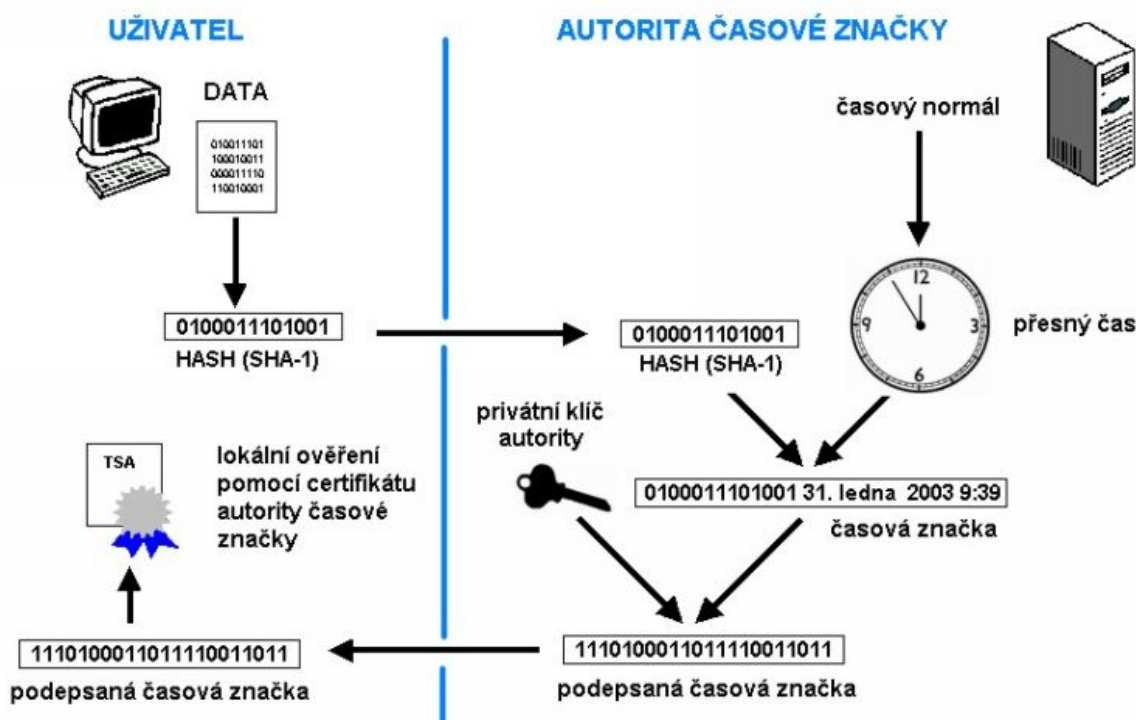 UŽIVATEL
AUTORITA ČASOVÉ ZNAČKY
DATA
010011101
100010011
000011110
110010001
0100011101001
HASH (SHA-1)
časový normál
12
9
3
6
přesný čas
0100011101001
HASH (SHA-1)
privátní klíč
autority
0100011101001 31. ledna 2003 9:39
časová značka
1110100011011110011011
podepsaná časová značka
1110100011011110011011
podepsaná časová značka
TSA
lokální ověření
pomocí certifikátu
autority časové
značky